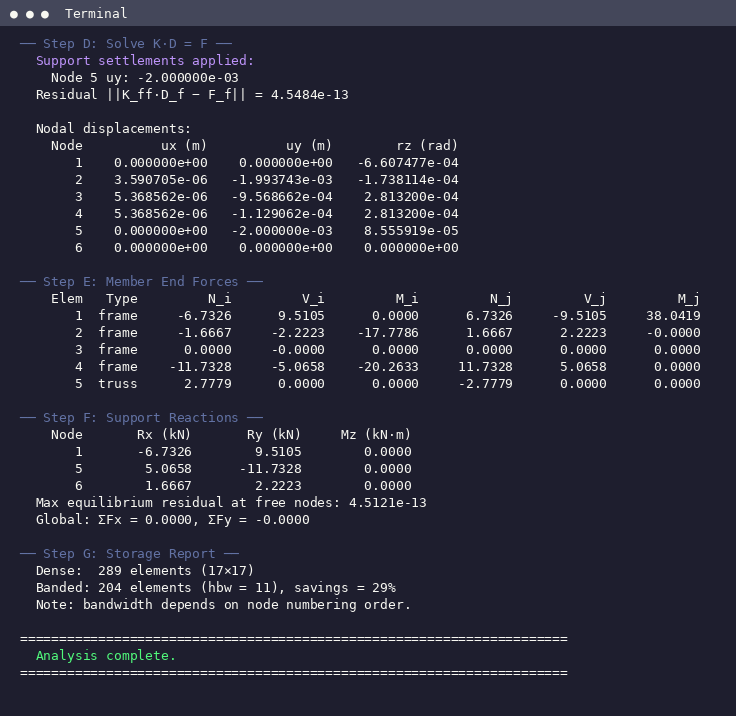 Terminal
── Step D: Solve K·D = F ──
Support settlements applied:
Node 5 uy: -2.000000e-03
Residual ||K_ff·D_f − F_f|| = 4.5484e-13
Nodal displacements:
Node ux (m) uy (m) rz (rad)
1 0.000000e+00 0.000000e+00 -6.607477e-04
2 3.590705e-06 -1.993743e-03 -1.738114e-04
3 5.368562e-06 -9.568662e-04 2.813200e-04
4 5.368562e-06 -1.129062e-04 2.813200e-04
5 0.000000e+00 -2.000000e-03 8.555919e-05
6 0.000000e+00 0.000000e+00 0.000000e+00
── Step E: Member End Forces ──
Elem Type N_i V_i M_i N_j V_j M_j
1 frame -6.7326 9.5105 0.0000 6.7326 -9.5105 38.0419
2 frame -1.6667 -2.2223 -17.7786 1.6667 2.2223 -0.0000
3 frame 0.0000 -0.0000 0.0000 0.0000 0.0000 0.0000
4 frame -11.7328 -5.0658 -20.2633 11.7328 5.0658 0.0000
5 truss 2.7779 0.0000 0.0000 -2.7779 0.0000 0.0000
── Step F: Support Reactions ──
Node Rx (kN) Ry (kN) Mz (kN·m)
1 -6.7326 9.5105 0.0000
5 5.0658 -11.7328 0.0000
6 1.6667 2.2223 0.0000
Max equilibrium residual at free nodes: 4.5121e-13
Global: ΣFx = 0.0000, ΣFy = -0.0000
── Step G: Storage Report ──
Dense: 289 elements (17×17)
Banded: 204 elements (hbw = 11), savings = 29%
Note: bandwidth depends on node numbering order.
======================================================================
Analysis complete.
======================================================================